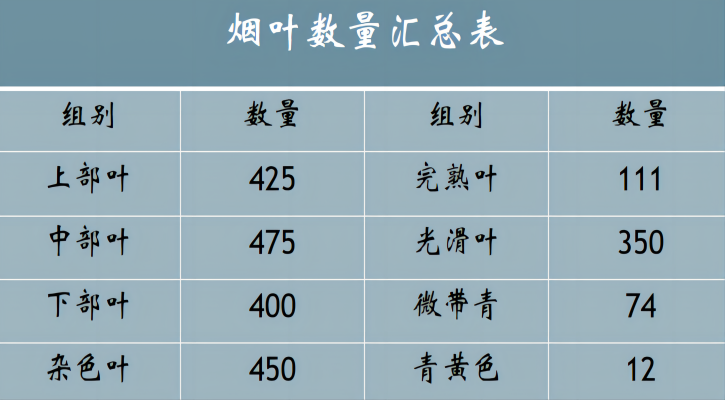 烟叶数量汇总表
组别 数量 组别 数量
上部叶 425 完熟叶 111
中部叶 475 光滑叶 350
下部叶 400 微带青 74
杂色叶 450 青黄色 12